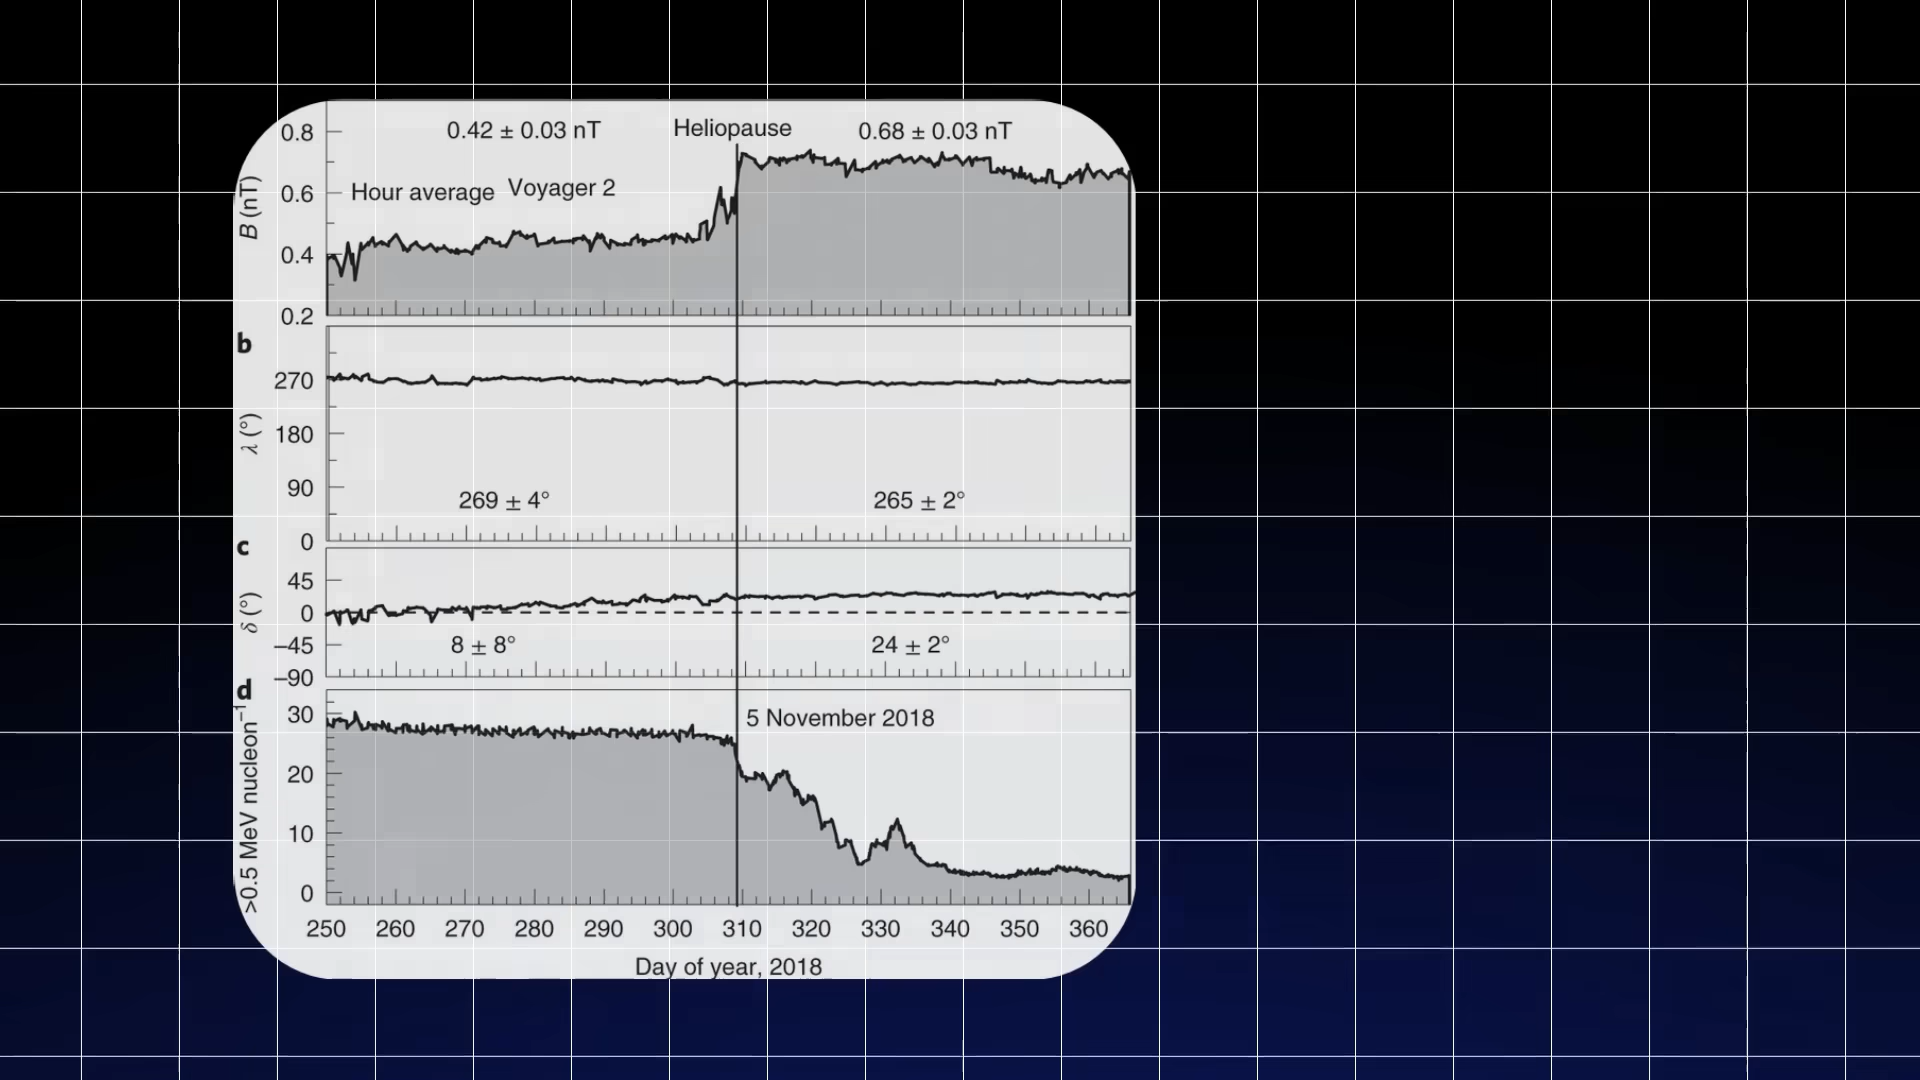 0.42 ± 0.03 nT
Heliopause
0.68 ± 0.03 nT
Hour average
Voyager 2
B (nT)
0.8
0.6
0.4
0.2
b
λ (°)
270
180
90
0
269 ± 4°
265 ± 2°
c
δ (°)
45
0
–45
–90
8 ± 8°
24 ± 2°
d
>0.5 MeV nucleon⁻¹
30
20
10
0
5 November 2018
250 260 270 280 290 300 310 320 330 340 350 360
Day of year, 2018